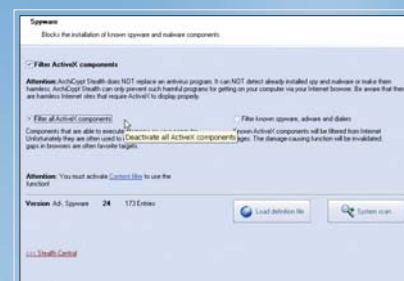 Spyware
Blocks the installation of known spyware and malware components
Filter ActiveX components
Attention: ArchiCrypt Stealth does NOT replace an antivirus program. It can NOT detect already installed spy and malware or make them
harmless. ArchiCrypt Stealth can only prevent such harmful programs for getting on your computer via your Internet browser. Be aware that there
are harmless Internet sites that require ActiveX to display properly.
Filter all ActiveX components
Filter known spyware, adware and dialers
Components that are able to execute
Unfortunately they are often used to
gaps in browsers are often favorite targets.
Deactivate all ActiveX components
known ActiveX components will be filtered from Internet
The damage-causing function will be invalidated
Attention: You must activate Content filter to use the
function!
Version Ad-, Spyware 24 173 Entries
Load definition file
System scan
>>> Stealth-Central